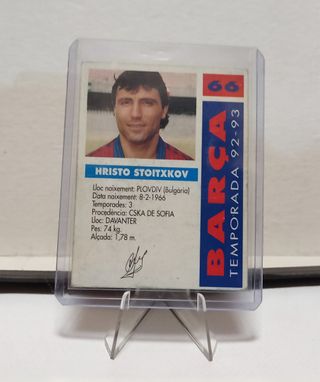 66
BARÇA
TEMPORADA 92-93
HRISTO STOITXKOV
Lloc naixement: PLOVDIV (Bulgària)
Data naixement: 8-2-1966
Temporades: 3
Procedència: CSKA DE SOFIA
Lloc: DAVANTER
Pes: 74 kg.
Alçada: 1,78 m.